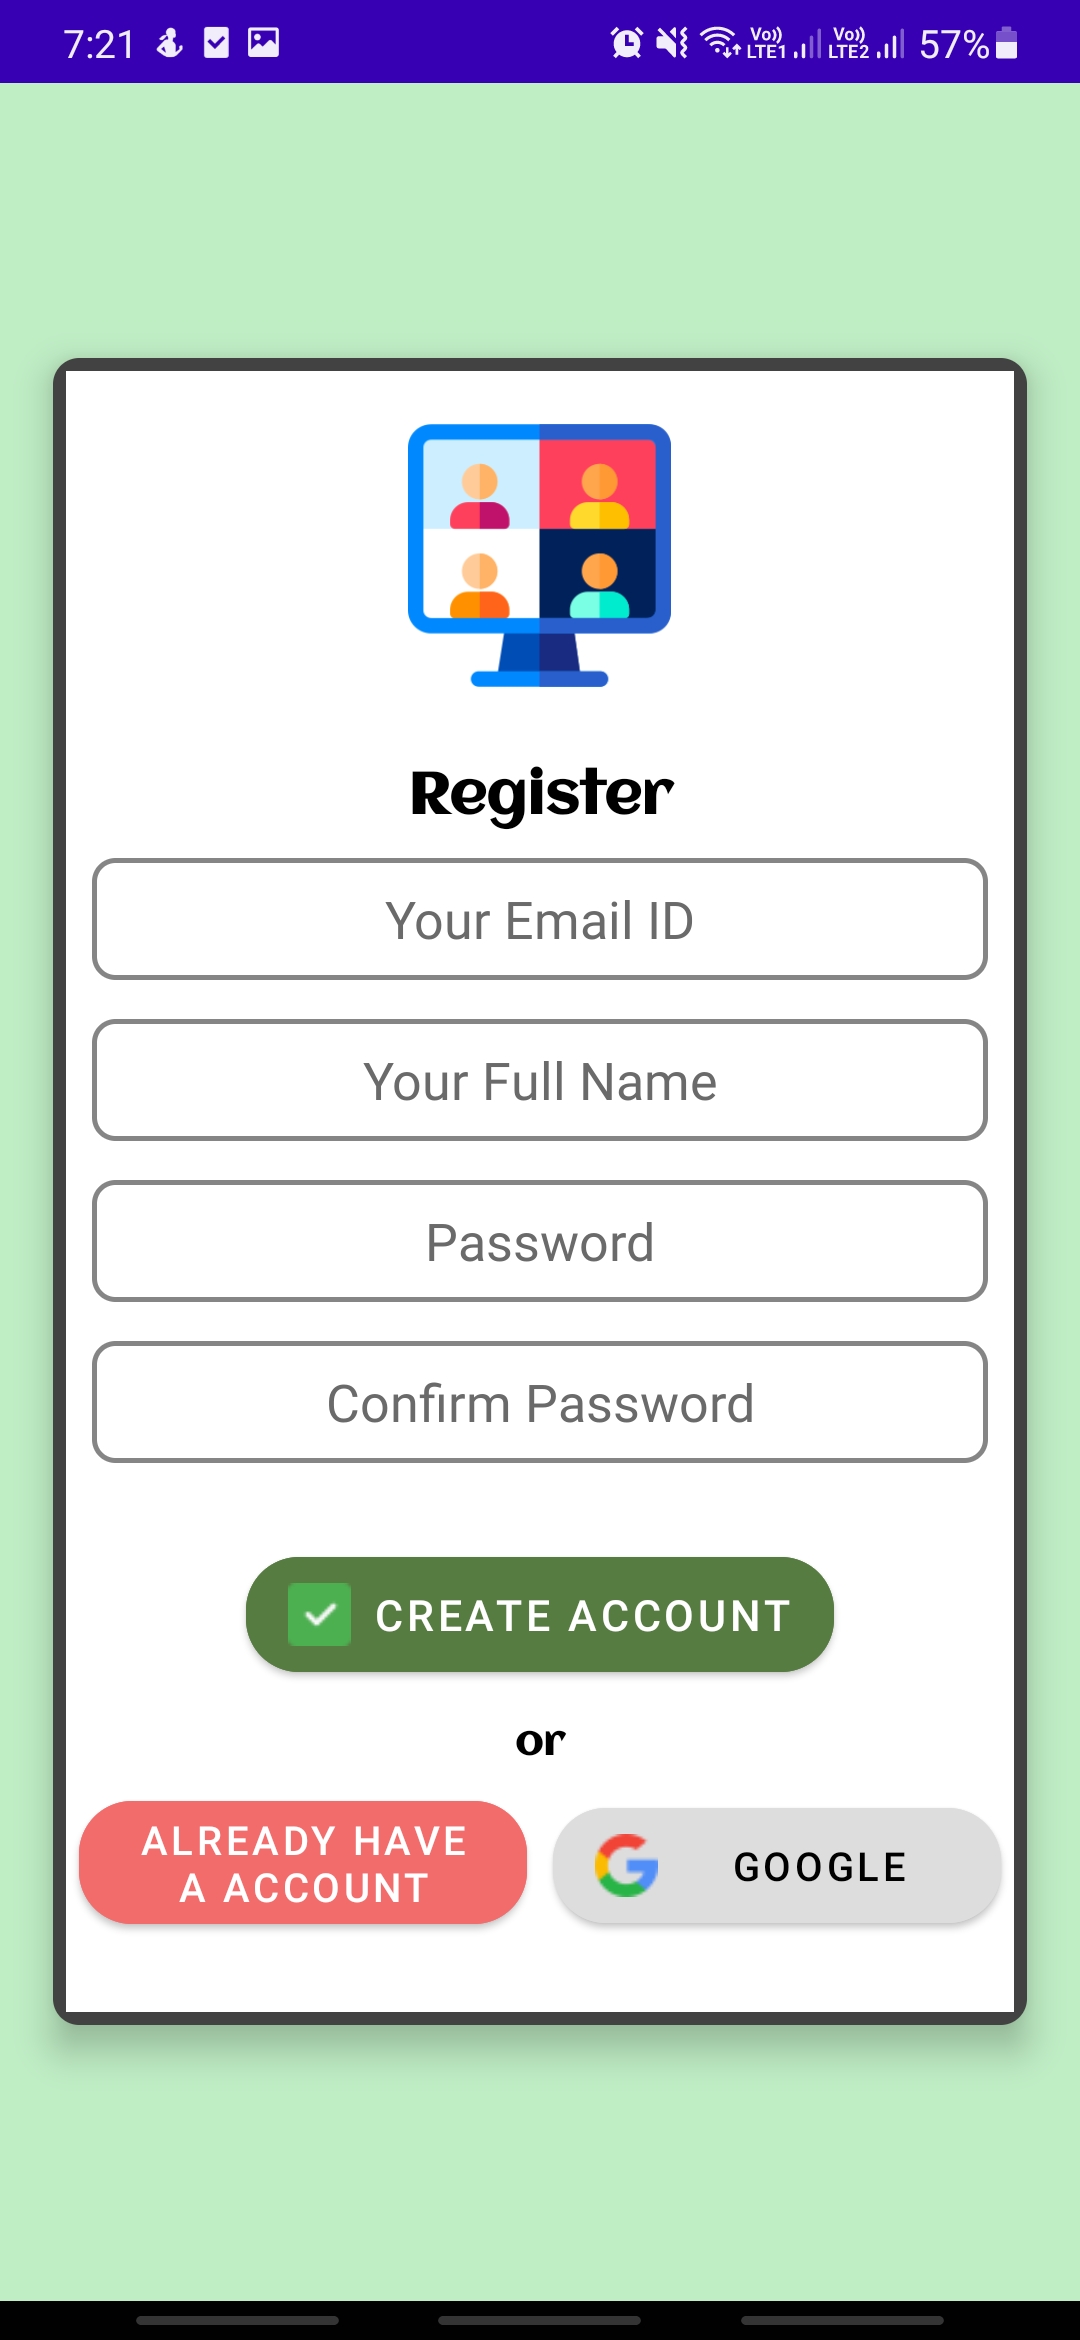 7:21 Vo)) LTE1 Vo)) LTE2 57%
Register
Your Email ID
Your Full Name
Password
Confirm Password
CREATE ACCOUNT
or
ALREADY HAVE
A ACCOUNT
GOOGLE